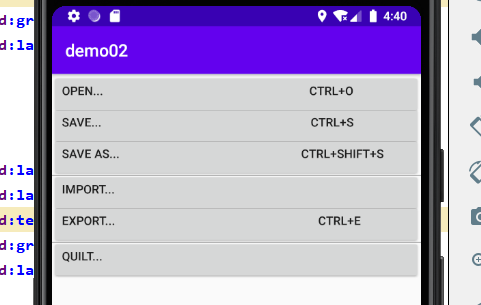 d:gr
d:la
4:40
demo02
OPEN... CTRL+O
SAVE... CTRL+S
SAVE AS... CTRL+SHIFT+S
d:la
IMPORT...
d:la
EXPORT... CTRL+E
d:te
d:gr
QUILT...
d:la